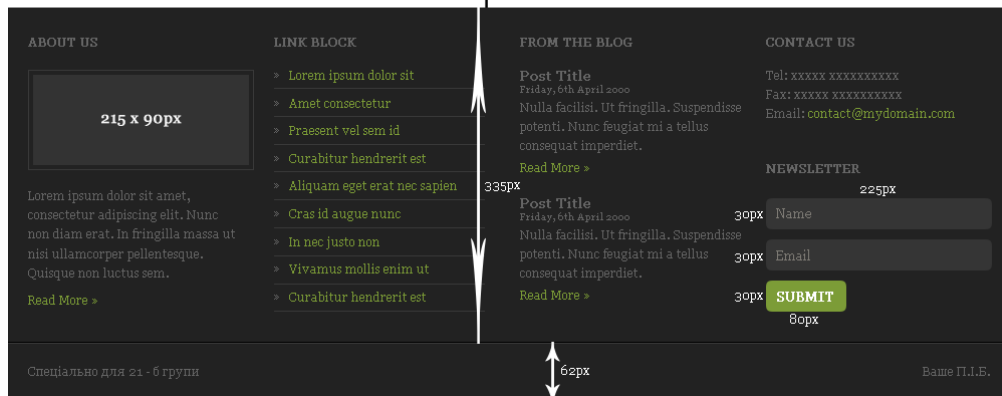 ABOUT US
215 x 90px
Lorem ipsum dolor sit amet,
consectetur adipiscing elit. Nunc
non diam erat. In fringilla massa ut
nisi ullamcorper pellentesque.
Quisque non luctus sem.
Read More »
LINK BLOCK
» Lorem ipsum dolor sit
» Amet consectetur
» Praesent vel sem id
» Curabitur hendrerit est
» Aliquam eget erat nec sapien
» Cras id augue nunc
» In nec justo non
» Vivamus mollis enim ut
» Curabitur hendrerit est
335px
FROM THE BLOG
Post Title
Friday, 6th April 2000
Nulla facilisi. Ut fringilla. Suspendisse
potenti. Nunc feugiat mi a tellus
consequat imperdiet.
Read More »
Post Title
Friday, 6th April 2000
Nulla facilisi. Ut fringilla. Suspendisse
potenti. Nunc feugiat mi a tellus
consequat imperdiet.
Read More »
CONTACT US
Tel: xxxxx xxxxxxxxxx
Fax: xxxxx xxxxxxxxxx
Email: contact@mydomain.com
NEWSLETTER
225px
30px Name
30px Email
30px SUBMIT
80px
62px
Спеціально для 21 - б групи
Ваше П.І.Б.